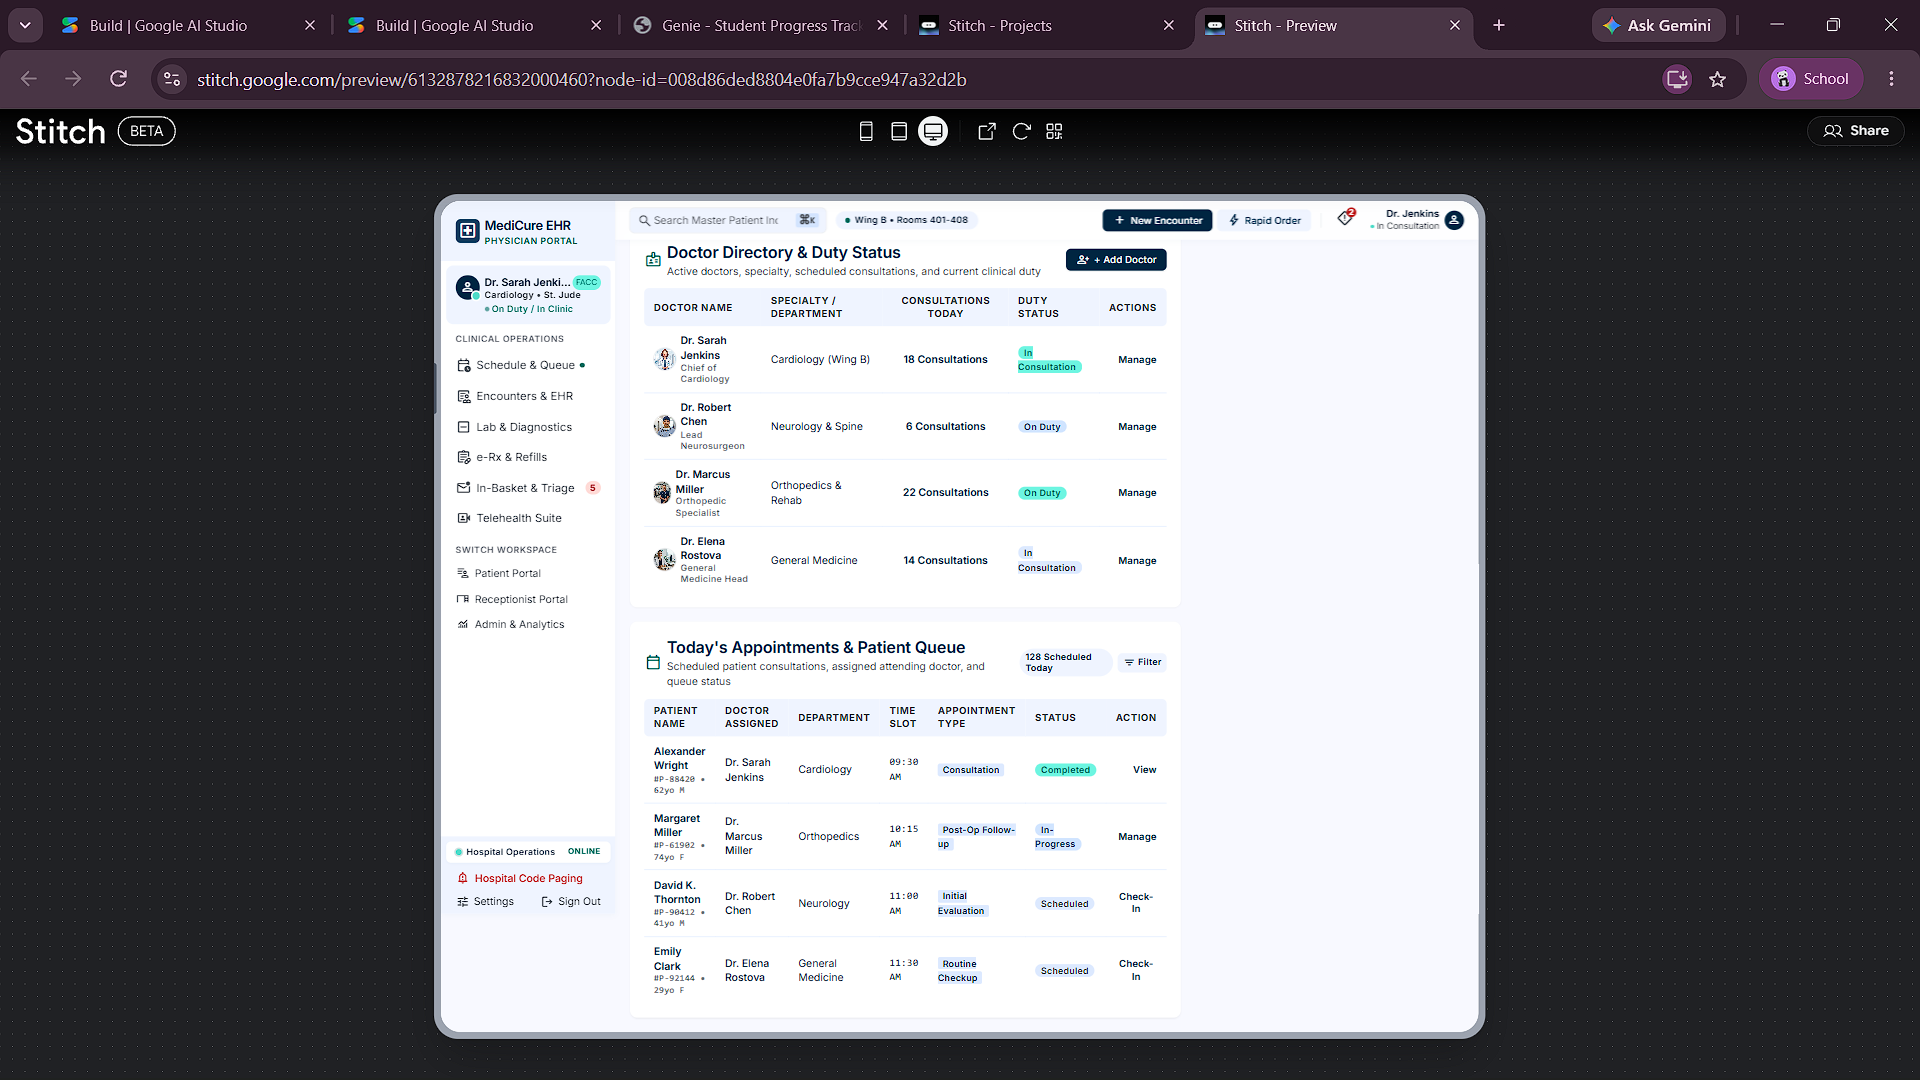 Build | Google AI Studio
Build | Google AI Studio
Genie - Student Progress Track
Stitch - Projects
Stitch - Preview
Ask Gemini
stitch.google.com/preview/6132878216832000460?node-id=008d86ded8804e0fa7b9cce947a32d2b
School
Stitch BETA
Share
MediCure EHR
PHYSICIAN PORTAL
Search Master Patient Inc
⌘K
Wing B • Rooms 401-408
+ New Encounter
Rapid Order
2
Dr. Jenkins
In Consultation
Dr. Sarah Jenki... FACC
Cardiology • St. Jude
On Duty / In Clinic
CLINICAL OPERATIONS
Schedule & Queue
Encounters & EHR
Lab & Diagnostics
e-Rx & Refills
In-Basket & Triage 5
Telehealth Suite
SWITCH WORKSPACE
Patient Portal
Receptionist Portal
Admin & Analytics
Hospital Operations ONLINE
Hospital Code Paging
Settings
Sign Out
Doctor Directory & Duty Status
Active doctors, specialty, scheduled consultations, and current clinical duty
+ Add Doctor
DOCTOR NAME
SPECIALTY /
DEPARTMENT
CONSULTATIONS
TODAY
DUTY
STATUS
ACTIONS
Dr. Sarah
Jenkins
Chief of
Cardiology
Cardiology (Wing B)
18 Consultations
In
Consultation
Manage
Dr. Robert
Chen
Lead
Neurosurgeon
Neurology & Spine
6 Consultations
On Duty
Manage
Dr. Marcus
Miller
Orthopedic
Specialist
Orthopedics &
Rehab
22 Consultations
On Duty
Manage
Dr. Elena
Rostova
General
Medicine Head
General Medicine
14 Consultations
In
Consultation
Manage
Today's Appointments & Patient Queue
Scheduled patient consultations, assigned attending doctor, and
queue status
128 Scheduled
Today
Filter
PATIENT
NAME
DOCTOR
ASSIGNED
DEPARTMENT
TIME
SLOT
APPOINTMENT
TYPE
STATUS
ACTION
Alexander
Wright
#P-88420 •
62yo M
Dr. Sarah
Jenkins
Cardiology
09:30
AM
Consultation
Completed
View
Margaret
Miller
#P-61902 •
74yo F
Dr.
Marcus
Miller
Orthopedics
10:15
AM
Post-Op Follow-
up
In-
Progress
Manage
David K.
Thornton
#P-90412 •
41yo M
Dr. Robert
Chen
Neurology
11:00
AM
Initial
Evaluation
Scheduled
Check-
In
Emily
Clark
#P-92144 •
29yo F
Dr. Elena
Rostova
General
Medicine
11:30
AM
Routine
Checkup
Scheduled
Check-
In